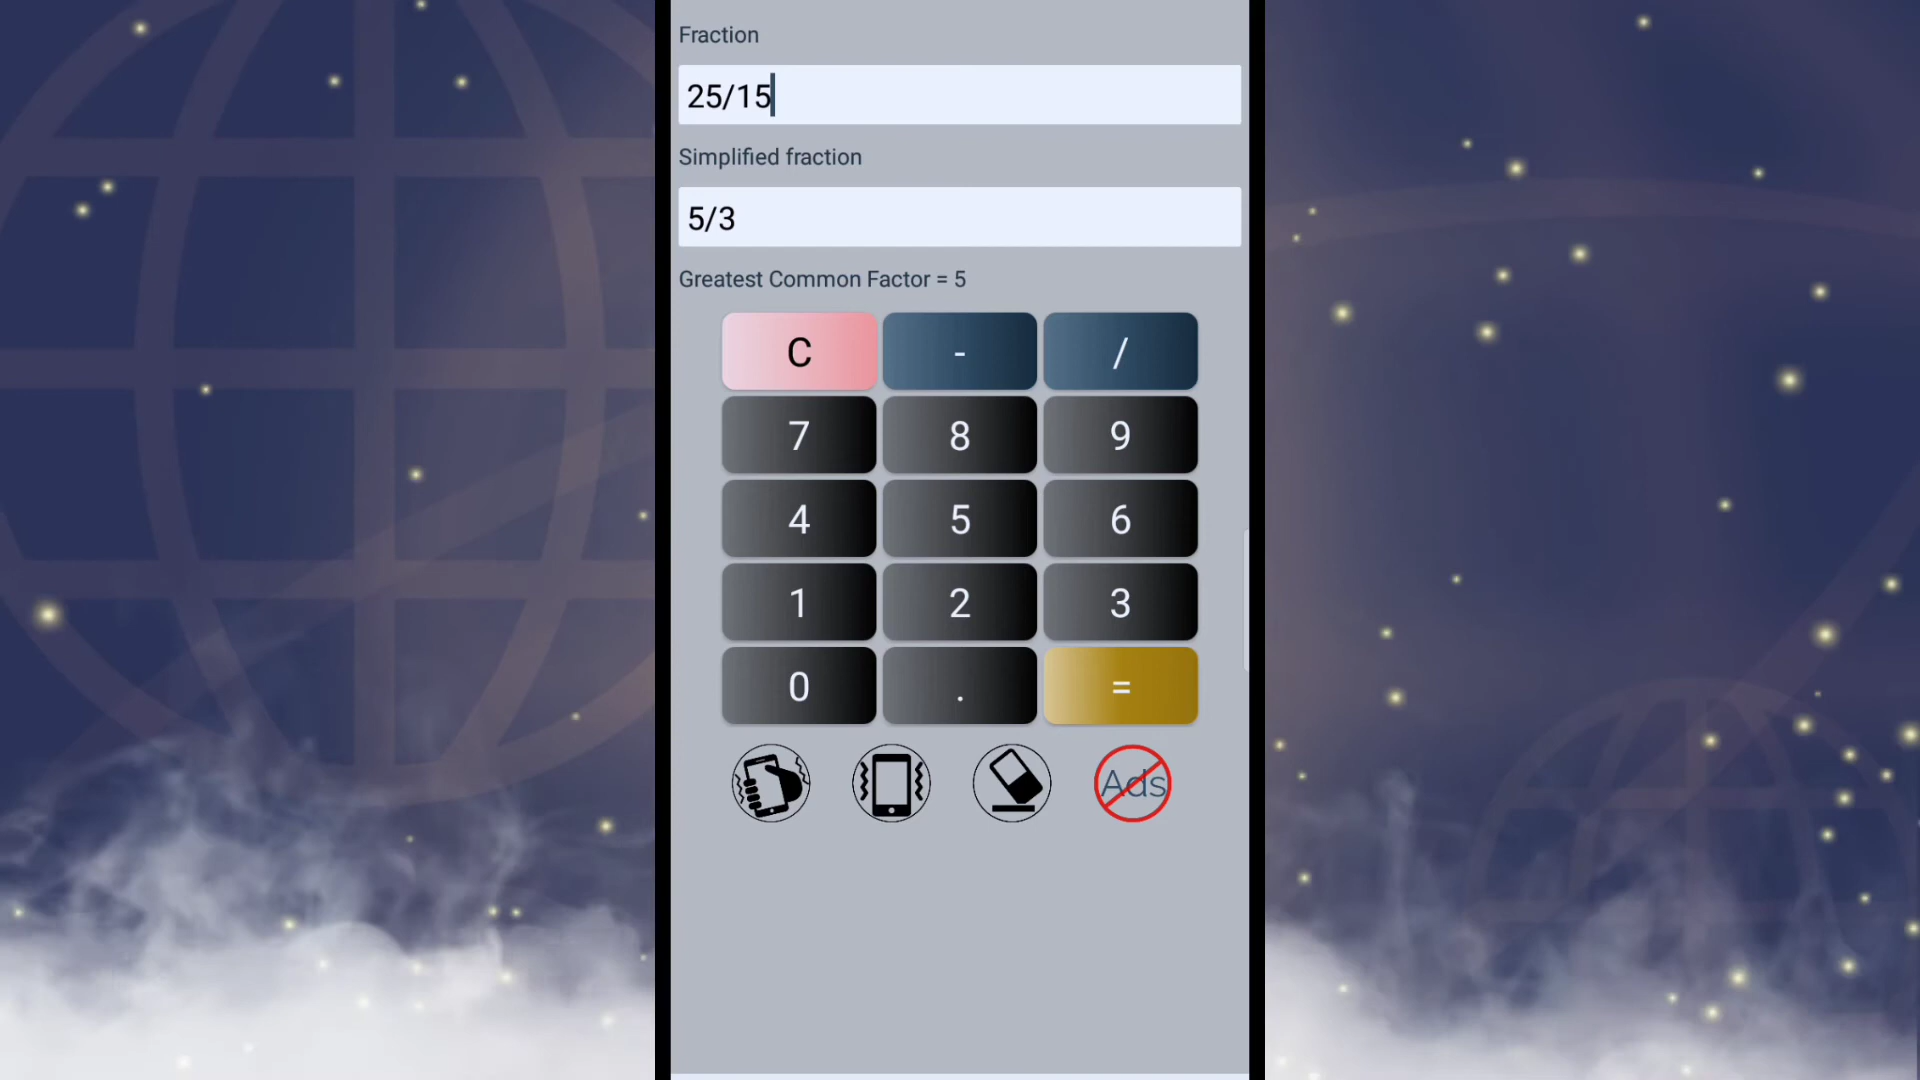 Fraction
25/15
Simplified fraction
5/3
Greatest Common Factor = 5
C - /
7 8 9
4 5 6
1 2 3
0 . =
Ads